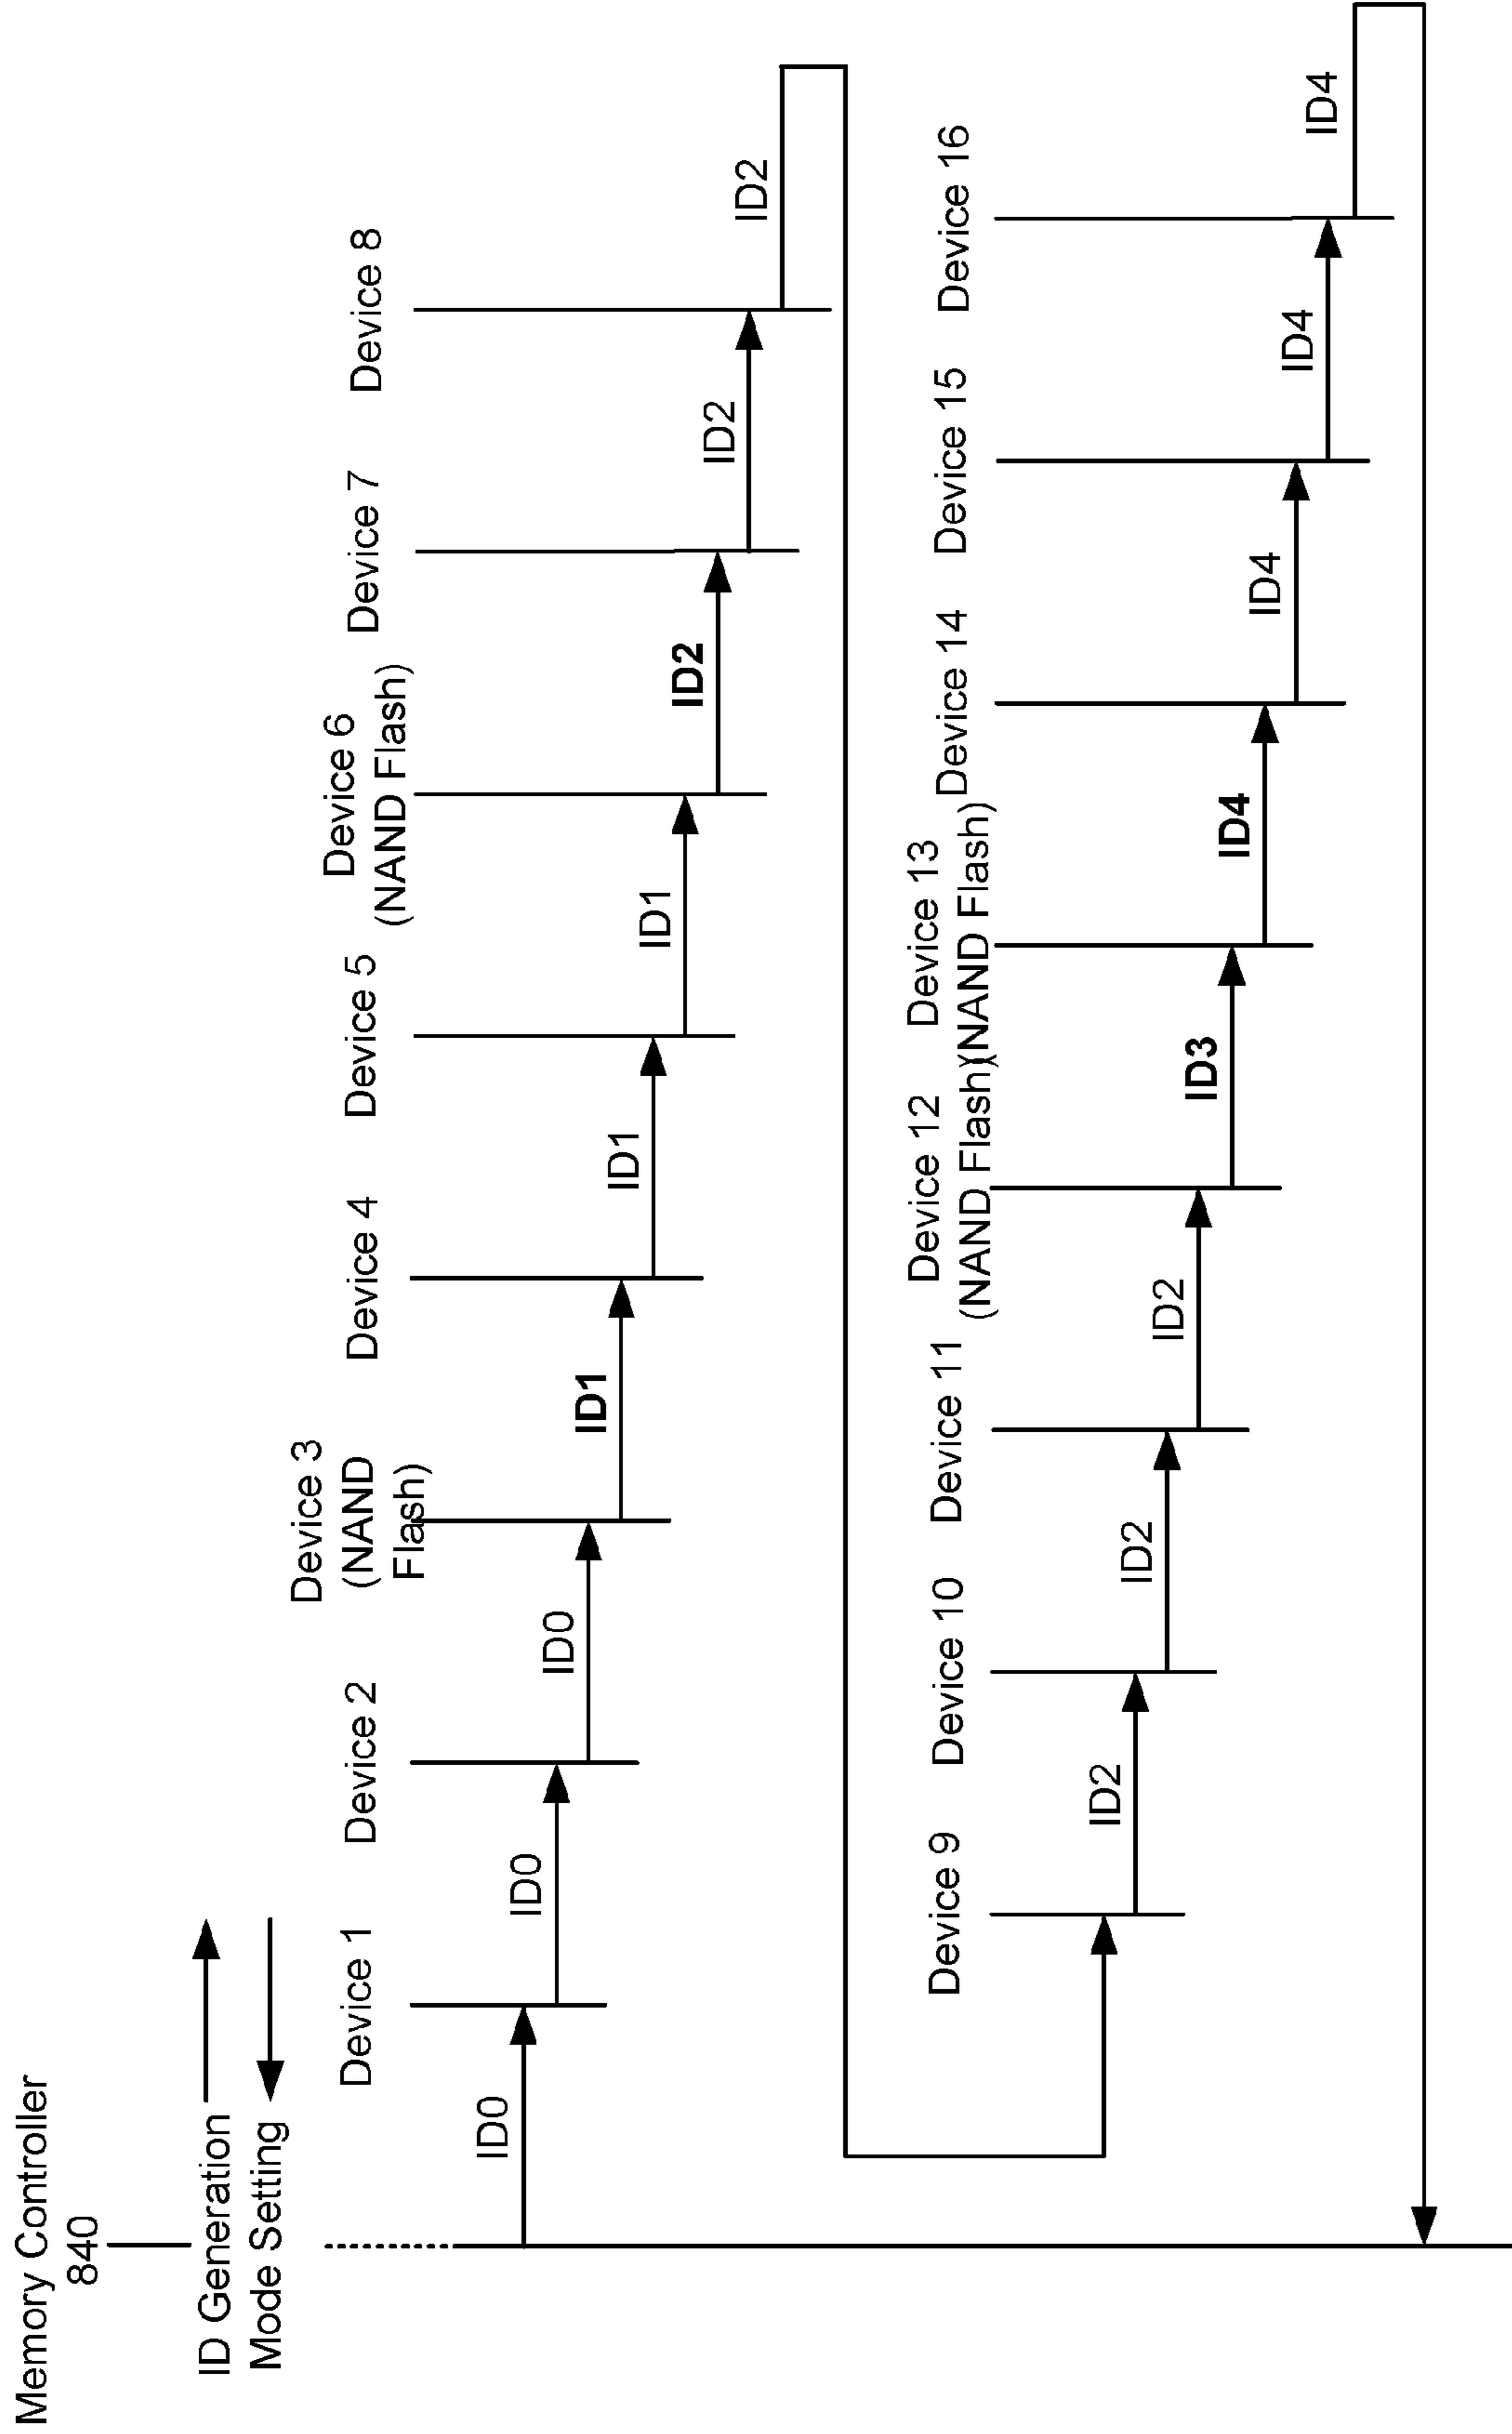 Memory Controller
840
ID Generation
Mode Setting
Device 1
Device 2
Device 3
(NAND
Flash)
Device 4
Device 5
Device 6
(NAND Flash)
Device 7
Device 8
ID0
ID0
ID0
ID1
ID1
ID1
ID2
ID2
ID2
Device 9
Device 10
Device 11
Device 12
(NAND Flash)
Device 13
(NAND Flash)
Device 14
Device 15
Device 16
ID2
ID2
ID2
ID3
ID4
ID4
ID4
ID4